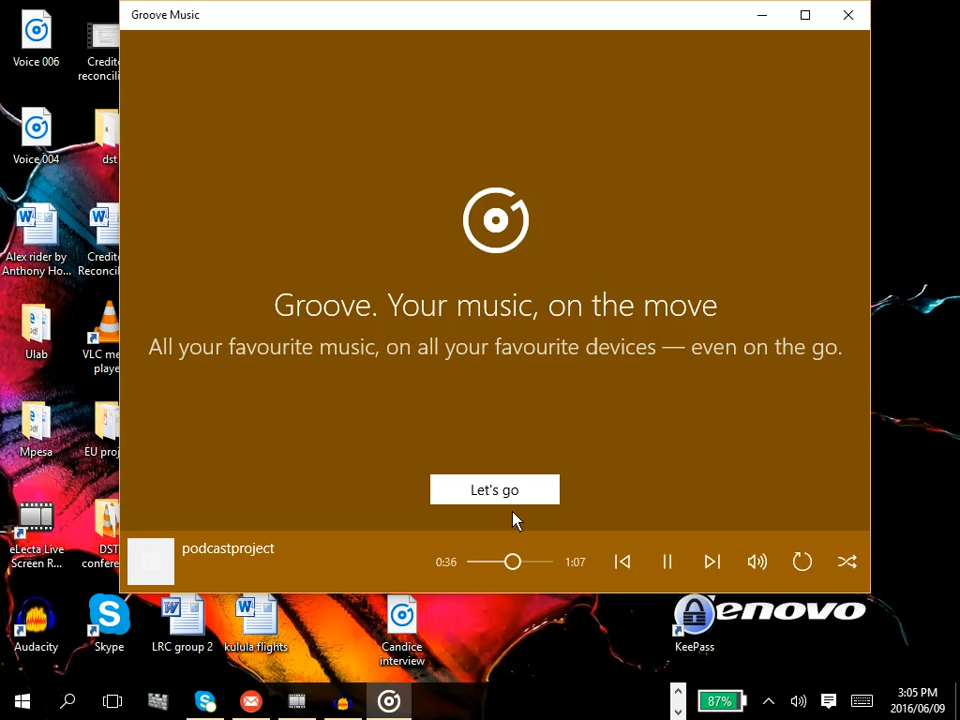 Groove Music
Voice 006
Credito
reconcili
Voice 004
dst
Alex rider by
Anthony Ho...
Credito
Reconcil
Ulab
VLC me
playe
Mpesa
EU proj
eLecta Live
Screen R...
DST
confere
Groove. Your music, on the move
All your favourite music, on all your favourite devices — even on the go.
Let's go
podcastproject
0:36
1:07
Audacity
Skype
LRC group 2
kulula flights
Candice
interview
KeePass
enovo
87%
3:05 PM
2016/06/09